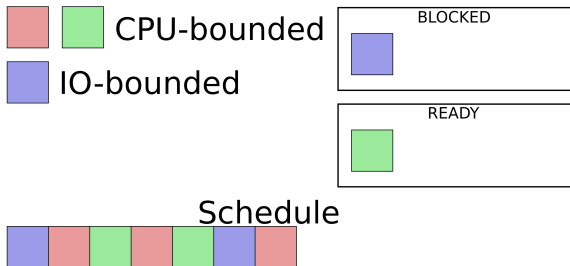 CPU-bounded
IO-bounded
BLOCKED
READY
Schedule